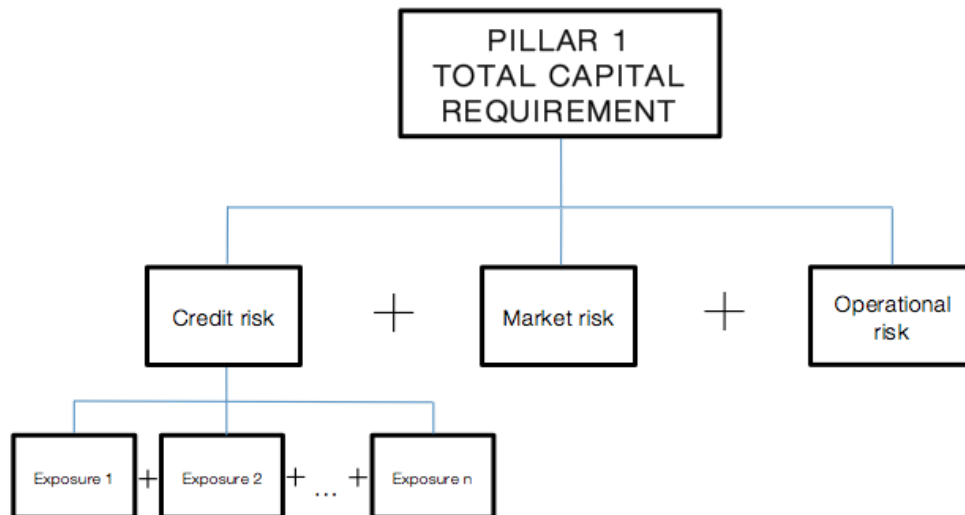 PILLAR 1
TOTAL CAPITAL
REQUIREMENT
Credit risk
+
Market risk
+
Operational
risk
Exposure 1
+
Exposure 2
+
...
+
Exposure n